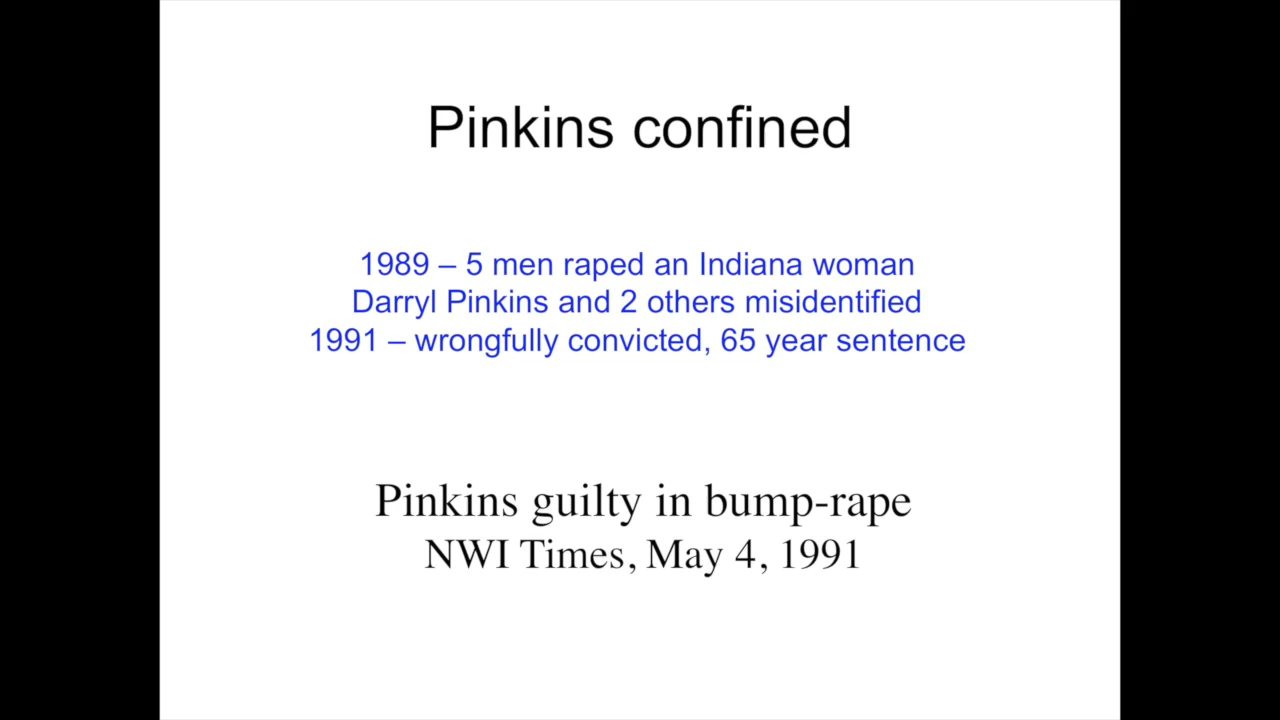 Pinkins confined
1989 – 5 men raped an Indiana woman
Darryl Pinkins and 2 others misidentified
1991 – wrongfully convicted, 65 year sentence
Pinkins guilty in bump-rape
NWI Times, May 4, 1991